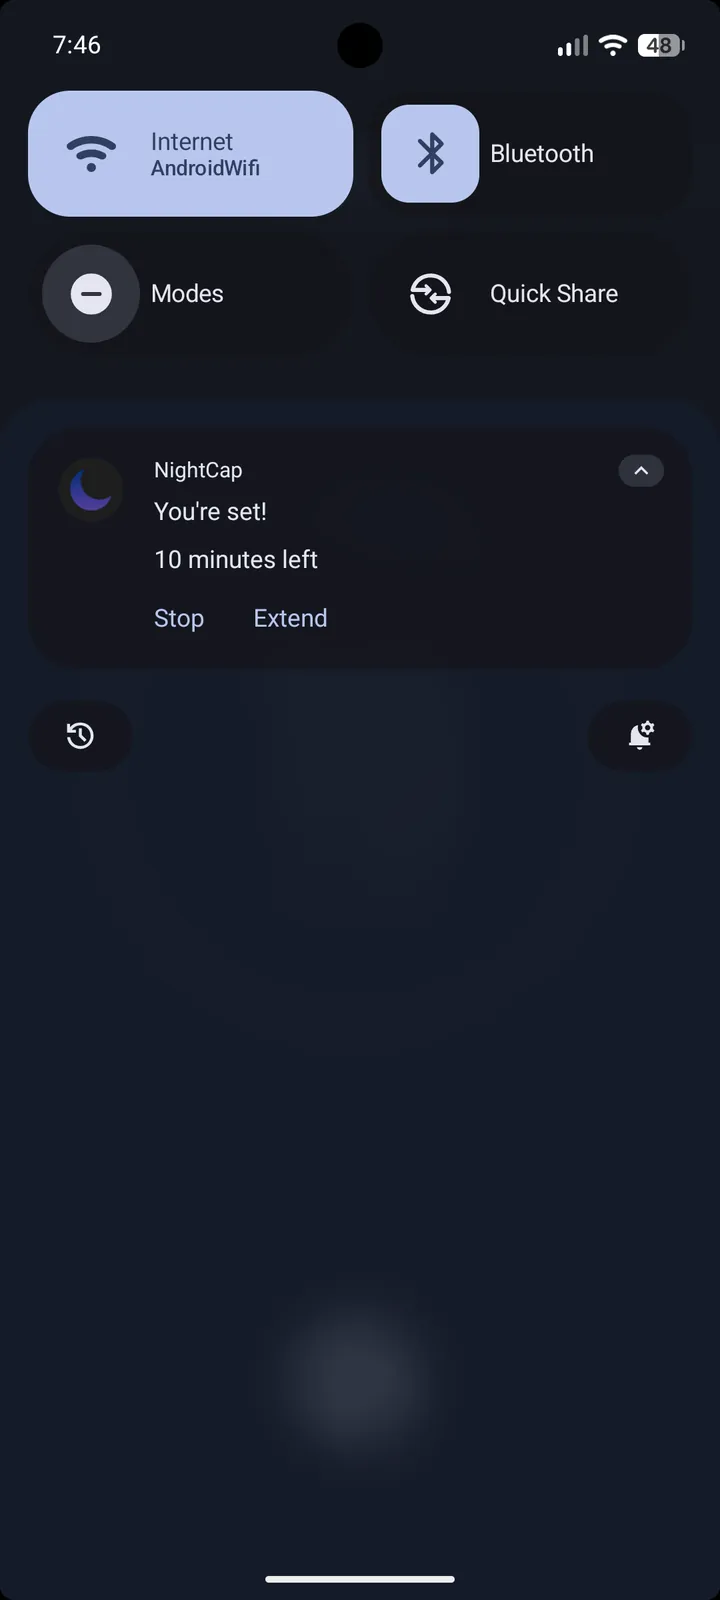 7:46
48
Internet
AndroidWifi
Bluetooth
Modes
Quick Share
NightCap
You're set!
10 minutes left
Stop Extend